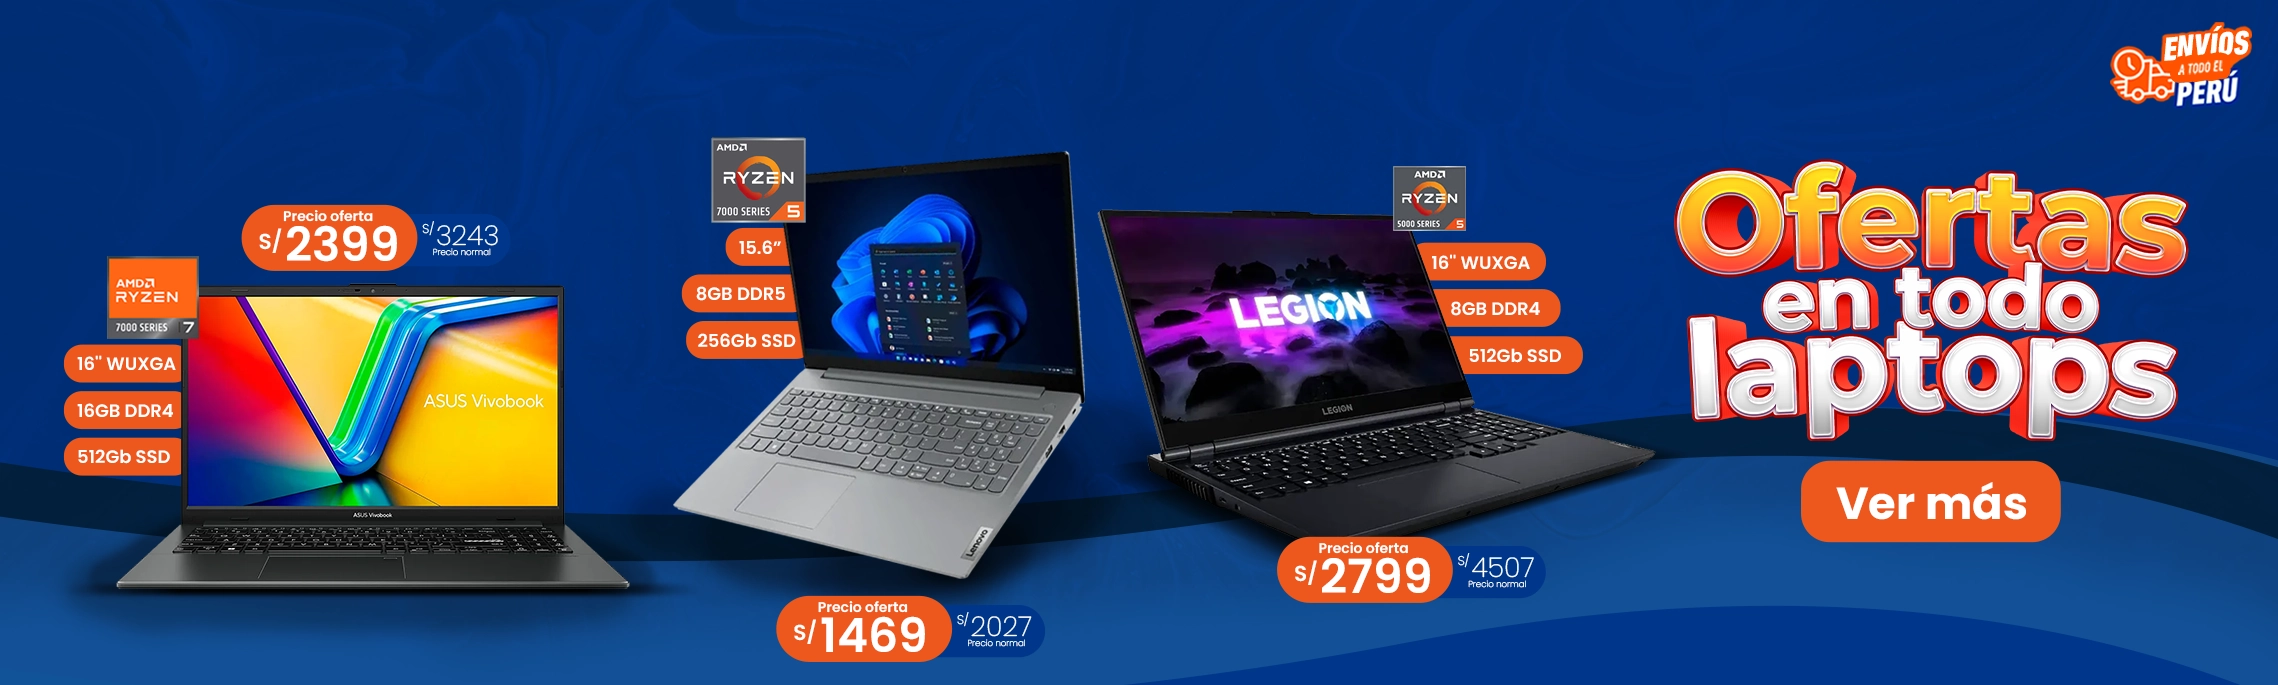 ENVÍOS
A TODO EL
PERÚ
Precio oferta
S/2399
S/3243
Precio normal
AMD
RYZEN
7000 SERIES 7
16" WUXGA
16GB DDR4
512Gb SSD
ASUS Vivobook
ASUS Vivobook
AMD
RYZEN
7000 SERIES 5
15.6”
8GB DDR5
256Gb SSD
Lenovo
Precio oferta
S/1469
S/2027
Precio normal
AMD
RYZEN
5000 SERIES 5
16" WUXGA
8GB DDR4
512Gb SSD
LEGION
LEGION
Precio oferta
S/2799
S/4507
Precio normal
Ofertas
en todo
laptops
Ver más